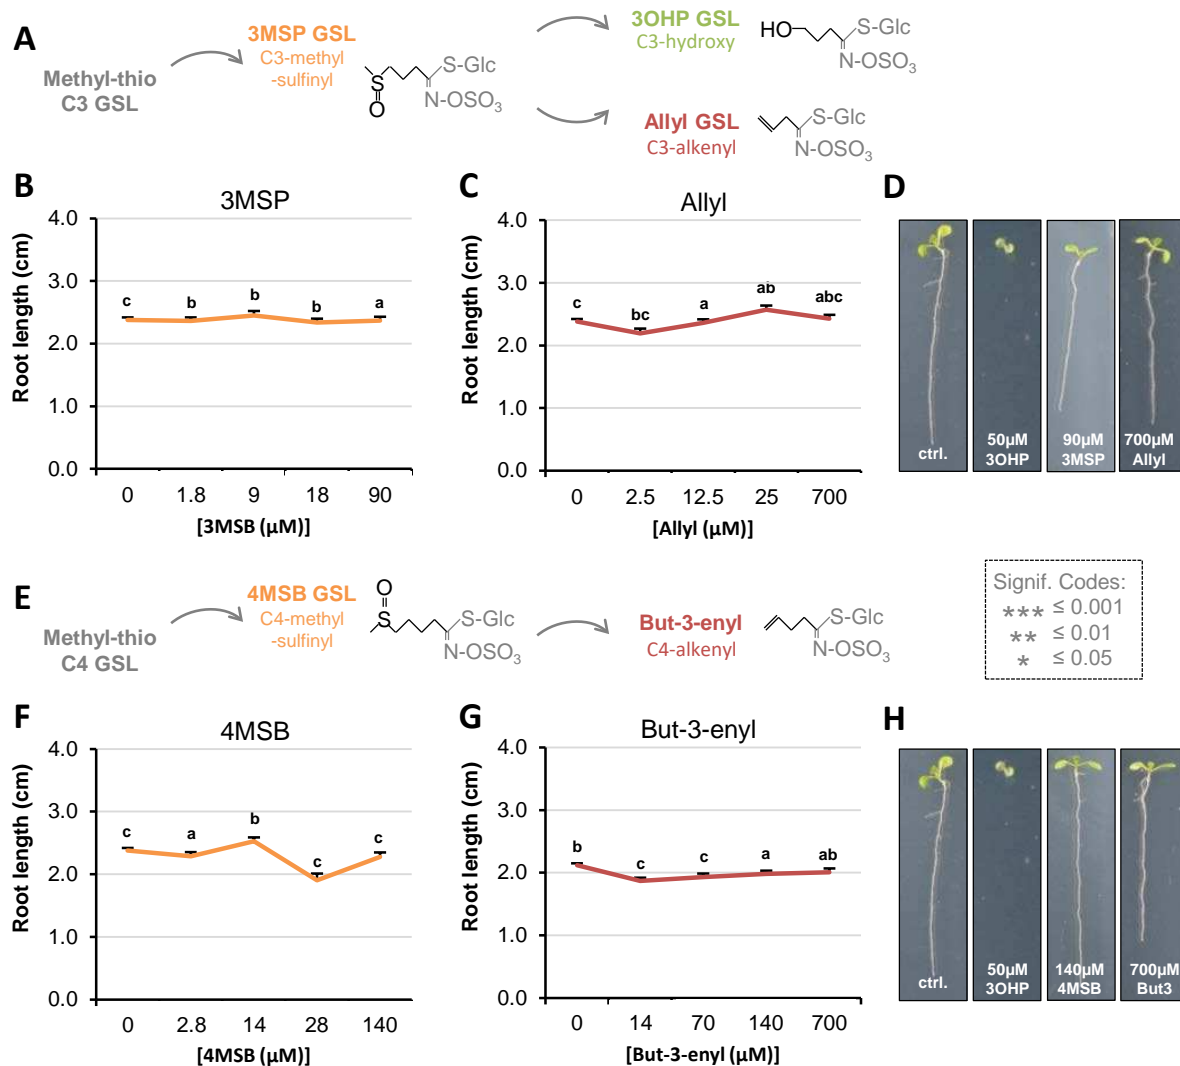 A
Methyl-thio
C3 GSL
3MSP GSL
C3-methyl
-sulfinyl
S
O
S-Glc
N-OSO3
3OHP GSL
C3-hydroxy
HO
S-Glc
N-OSO3
Allyl GSL
C3-alkenyl
S-Glc
N-OSO3
B
3MSP
Root length (cm)
4.0
3.0
2.0
1.0
0.0
c b b b a
0 1.8 9 18 90
[3MSB (µM)]
C
Allyl
Root length (cm)
4.0
3.0
2.0
1.0
0.0
c bc a ab abc
0 2.5 12.5 25 700
[Allyl (µM)]
D
ctrl.
50µM
3OHP
90µM
3MSP
700µM
Allyl
E
Methyl-thio
C4 GSL
4MSB GSL
C4-methyl
-sulfinyl
O
S
S-Glc
N-OSO3
But-3-enyl
C4-alkenyl
S-Glc
N-OSO3
Signif. Codes:
*** ≤ 0.001
** ≤ 0.01
* ≤ 0.05
F
4MSB
Root length (cm)
4.0
3.0
2.0
1.0
0.0
c a b c c
0 2.8 14 28 140
[4MSB (µM)]
G
But-3-enyl
Root length (cm)
4.0
3.0
2.0
1.0
0.0
b c c a ab
0 14 70 140 700
[But-3-enyl (µM)]
H
ctrl.
50µM
3OHP
140µM
4MSB
700µM
But3